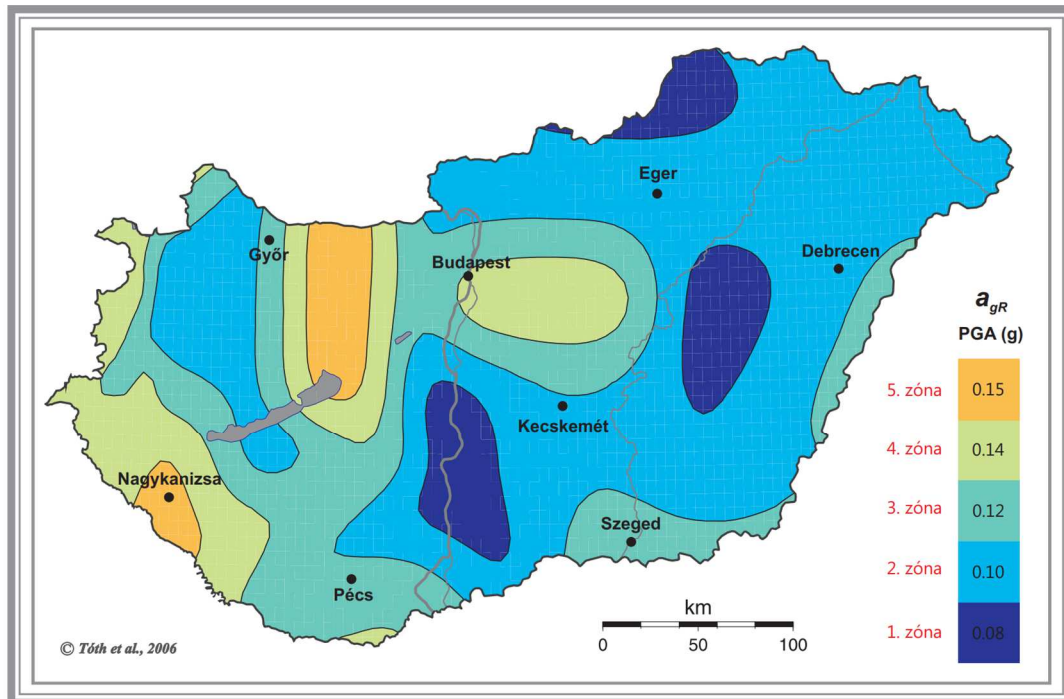 Eger
Győr
Budapest
Debrecen
Kecskemét
Nagykanizsa
Szeged
Pécs
a_gR
PGA (g)
5. zóna 0.15
4. zóna 0.14
3. zóna 0.12
2. zóna 0.10
1. zóna 0.08
km
0 50 100
© Tóth et al., 2006